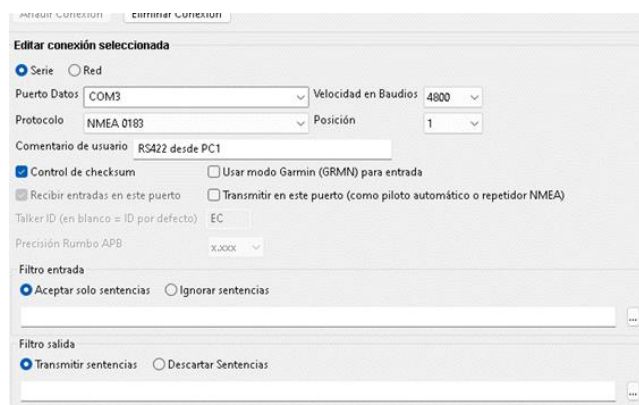 Añadir Conexión Eliminar Conexión
Editar conexión seleccionada
Serie Red
Puerto Datos COM3 Velocidad en Baudios 4800
Protocolo NMEA 0183 Posición 1
Comentario de usuario RS422 desde PC1
Control de checksum Usar modo Garmin (GRMN) para entrada
Recibir entradas en este puerto Transmitir en este puerto (como piloto automático o repetidor NMEA)
Talker ID (en blanco = ID por defecto) EC
Precisión Rumbo APB x.xxx
Filtro entrada
Aceptar solo sentencias Ignorar sentencias
...
Filtro salida
Transmitir sentencias Descartar Sentencias
...